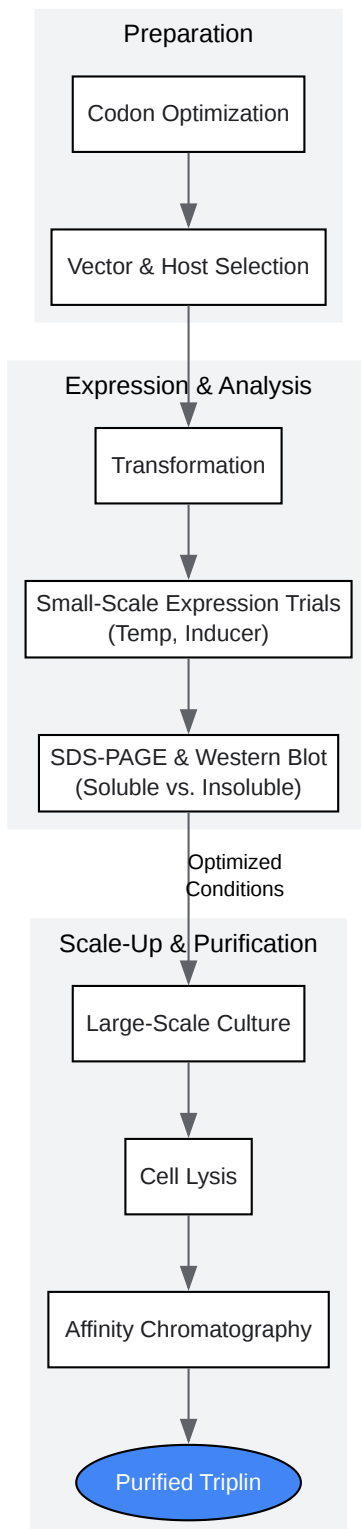 Preparation
Codon Optimization
Vector & Host Selection
Expression & Analysis
Transformation
Small-Scale Expression Trials
(Temp, Inducer)
SDS-PAGE & Western Blot
(Soluble vs. Insoluble)
Optimized
Conditions
Scale-Up & Purification
Large-Scale Culture
Cell Lysis
Affinity Chromatography
Purified Triplin